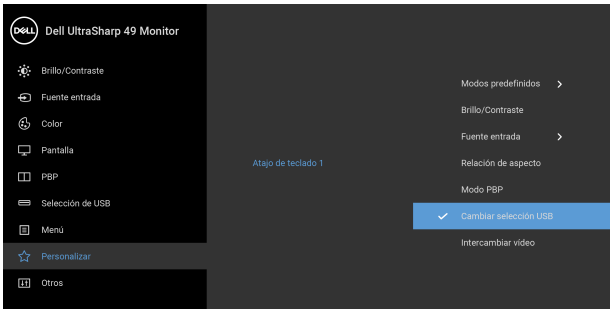 DELL Dell UltraSharp 49 Monitor
Brillo/Contraste
Fuente entrada
Color
Pantalla
PBP
Selección de USB
Menú
Personalizar
Otros
Atajo de teclado 1
Modos predefinidos
Brillo/Contraste
Fuente entrada
Relación de aspecto
Modo PBP
Cambiar selección USB
Intercambiar vídeo